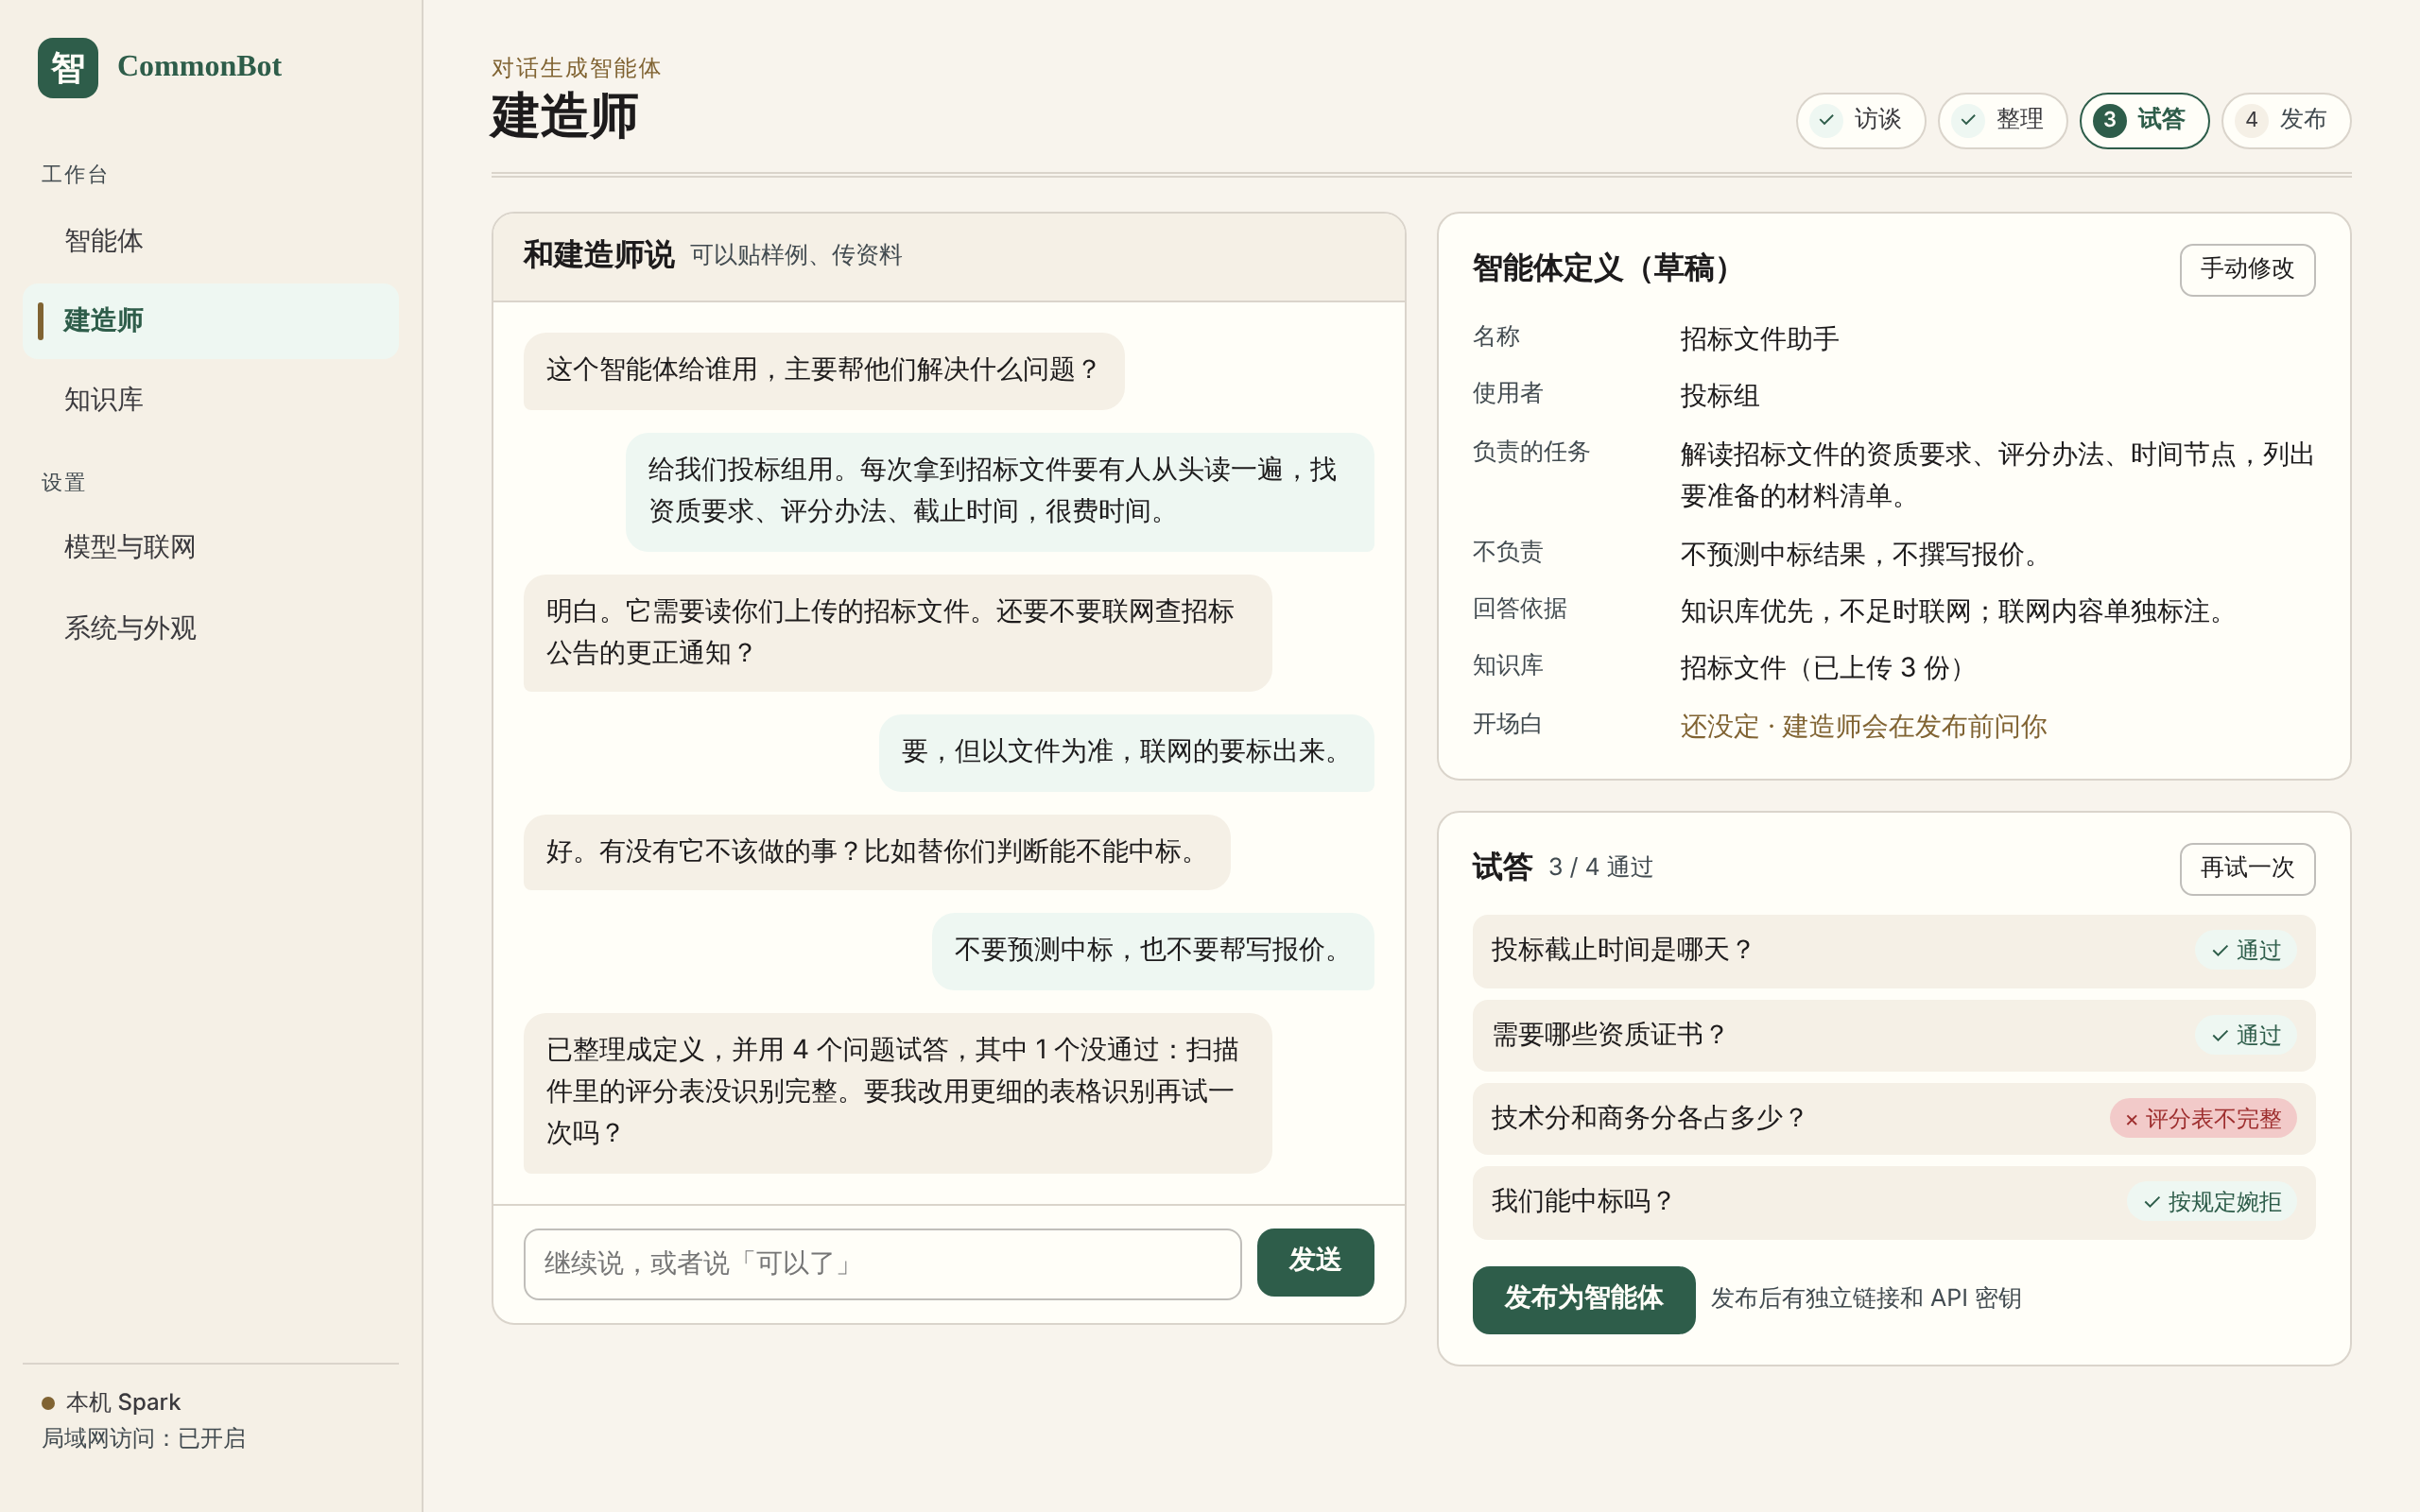 智 CommonBot
工作台
智能体
建造师
知识库
设置
模型与联网
系统与外观
本机 Spark
局域网访问：已开启
对话生成智能体
建造师
✓ 访谈
✓ 整理
3 试答
4 发布
和建造师说 可以贴样例、传资料
这个智能体给谁用，主要帮他们解决什么问题？
给我们投标组用。每次拿到招标文件要有人从头读一遍，找
资质要求、评分办法、截止时间，很费时间。
明白。它需要读你们上传的招标文件。还要不要联网查招标
公告的更正通知？
要，但以文件为准，联网的要标出来。
好。有没有它不该做的事？比如替你们判断能不能中标。
不要预测中标，也不要帮写报价。
已整理成定义，并用 4 个问题试答，其中 1 个没通过：扫描
件里的评分表没识别完整。要我改用更细的表格识别再试一
次吗？
继续说，或者说「可以了」
发送
智能体定义（草稿）
手动修改
名称 招标文件助手
使用者 投标组
负责的任务 解读招标文件的资质要求、评分办法、时间节点，列出
要准备的材料清单。
不负责 不预测中标结果，不撰写报价。
回答依据 知识库优先，不足时联网；联网内容单独标注。
知识库 招标文件（已上传 3 份）
开场白 还没定 · 建造师会在发布前问你
试答 3 / 4 通过
再试一次
投标截止时间是哪天？ ✓ 通过
需要哪些资质证书？ ✓ 通过
技术分和商务分各占多少？ × 评分表不完整
我们能中标吗？ ✓ 按规定婉拒
发布为智能体 发布后有独立链接和 API 密钥